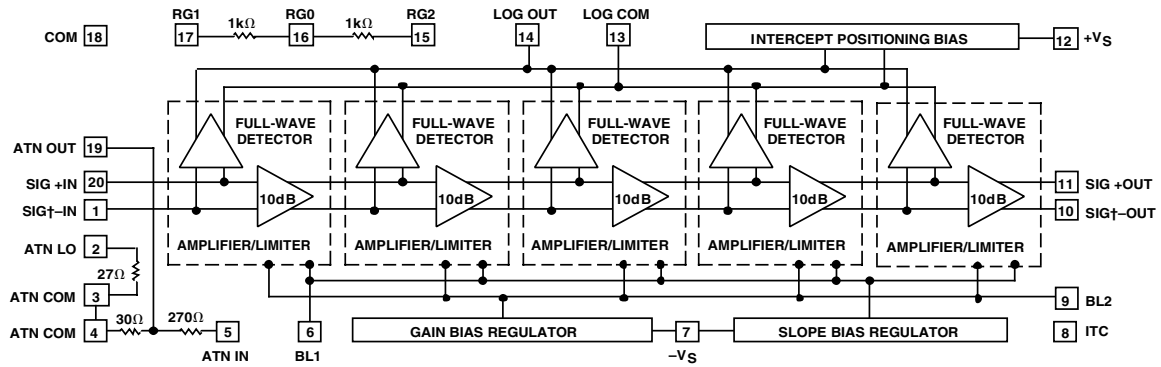 RG1 RG0 RG2 LOG OUT LOG COM
1kΩ 1kΩ
COM 18 17 16 15 14 13 INTERCEPT POSITIONING BIAS 12 +VS
FULL-WAVE DETECTOR
FULL-WAVE DETECTOR
FULL-WAVE DETECTOR
FULL-WAVE DETECTOR
FULL-WAVE DETECTOR
ATN OUT 19
SIG +IN 20
10dB 10dB 10dB 10dB 10dB
11 SIG +OUT
SIG†–IN 1
10 SIG†–OUT
AMPLIFIER/LIMITER AMPLIFIER/LIMITER AMPLIFIER/LIMITER AMPLIFIER/LIMITER AMPLIFIER/LIMITER
ATN LO 2
27Ω
ATN COM 3
9 BL2
30Ω 270Ω
ATN COM 4 5 6 GAIN BIAS REGULATOR 7 SLOPE BIAS REGULATOR 8 ITC
ATN IN BL1 –VS